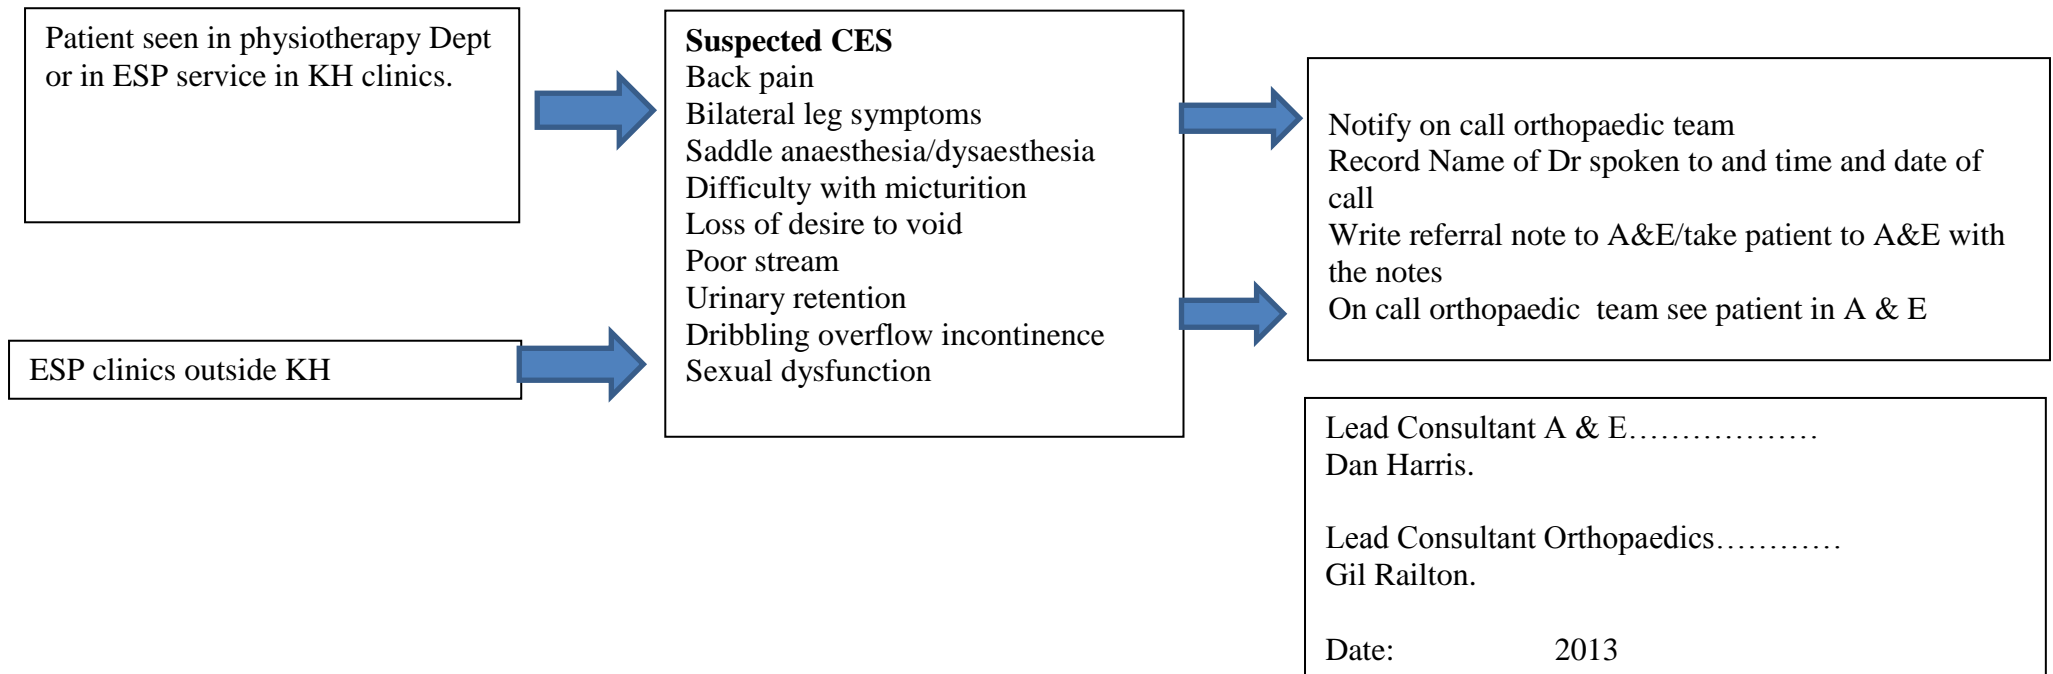 Patient seen in physiotherapy Dept
or in ESP service in KH clinics.
ESP clinics outside KH
Suspected CES
Back pain
Bilateral leg symptoms
Saddle anaesthesia/dysaesthesia
Difficulty with micturition
Loss of desire to void
Poor stream
Urinary retention
Dribbling overflow incontinence
Sexual dysfunction
Notify on call orthopaedic team
Record Name of Dr spoken to and time and date of
call
Write referral note to A&E/take patient to A&E with
the notes
On call orthopaedic  team see patient in A & E
Lead Consultant A & E………………
Dan Harris.
Lead Consultant Orthopaedics…………
Gil Railton.
Date: 2013